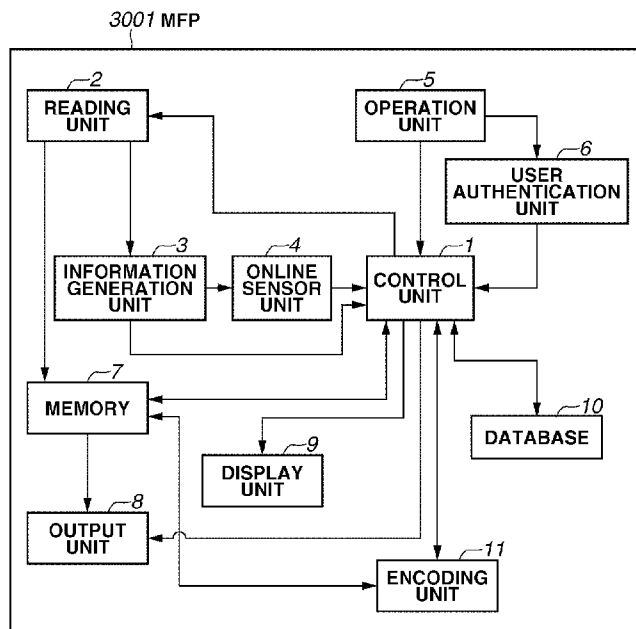 3001 MFP
2
READING
UNIT
5
OPERATION
UNIT
6
USER
AUTHENTICATION
UNIT
3
INFORMATION
GENERATION
UNIT
4
ONLINE
SENSOR
UNIT
1
CONTROL
UNIT
7
MEMORY
9
DISPLAY
UNIT
10
DATABASE
8
OUTPUT
UNIT
11
ENCODING
UNIT